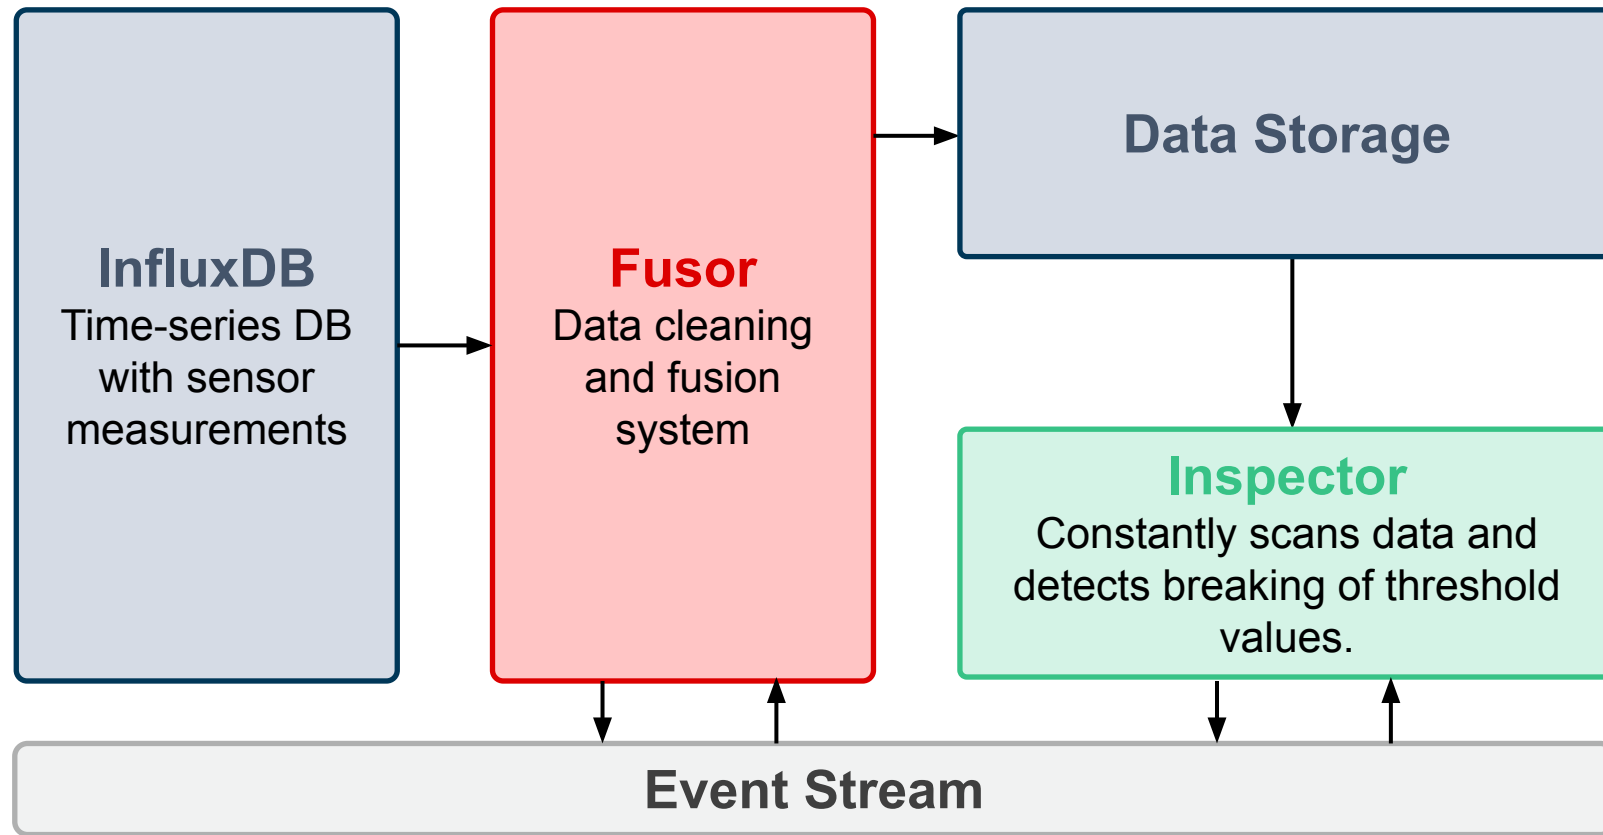 InfluxDB
Time-series DB
with sensor
measurements
Fusor
Data cleaning
and fusion
system
Data Storage
Inspector
Constantly scans data and
detects breaking of threshold
values.
Event Stream